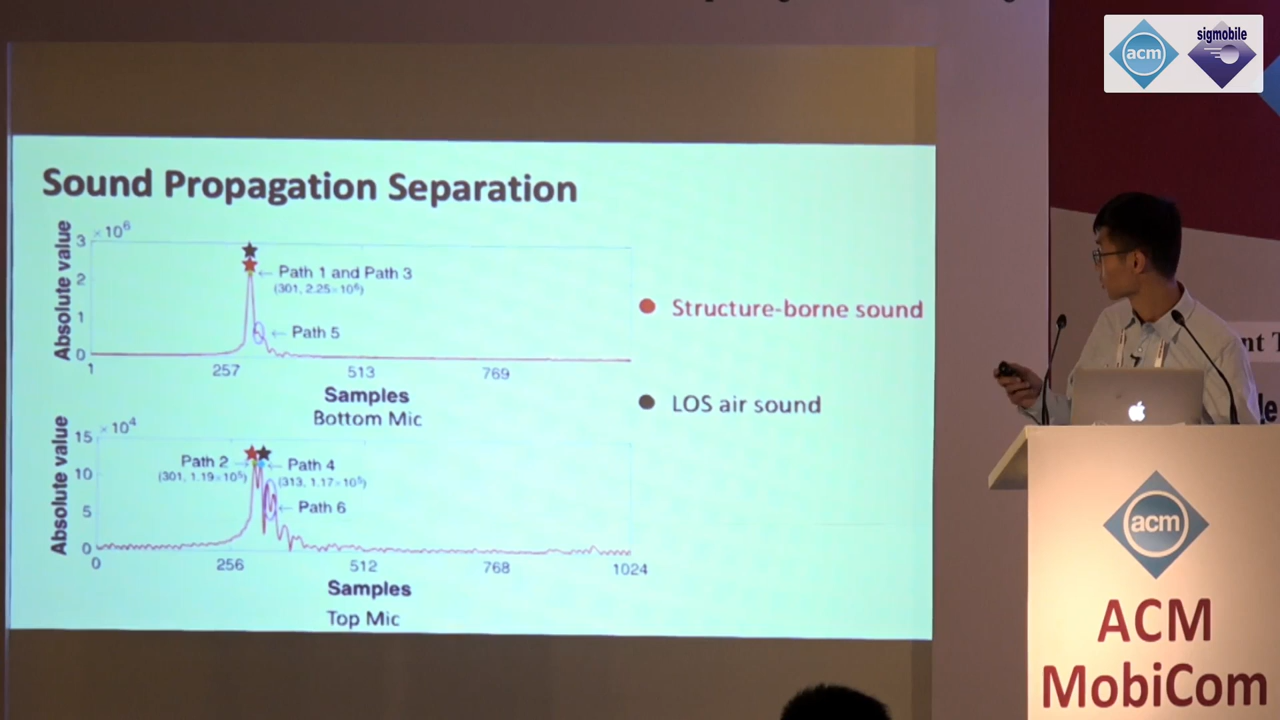 acm
sigmobile
Sound Propagation Separation
Absolute value
×10⁶
3
2
1
0
Path 1 and Path 3
(301, 2.25×10⁶)
Path 5
1
257
513
769
Samples
Bottom Mic
Structure-borne sound
LOS air sound
Absolute value
×10⁴
15
10
5
0
Path 2
(301, 1.19×10⁵)
Path 4
(313, 1.17×10⁵)
Path 6
0
256
512
768
1024
Samples
Top Mic
nt T
le
acm
ACM
MobiCom